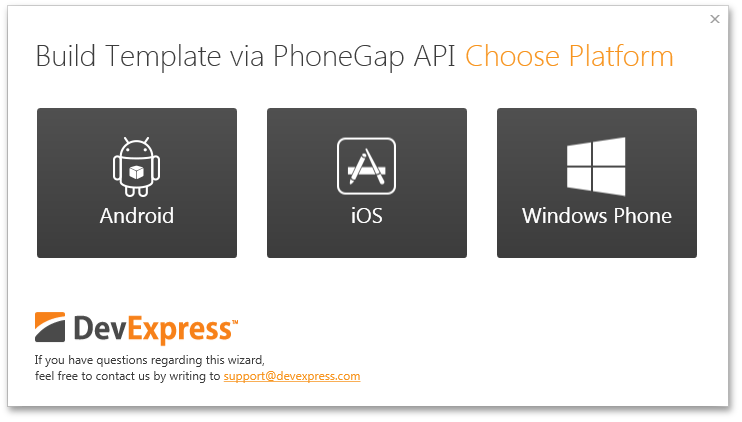 Build Template via PhoneGap API Choose Platform
Android
iOS
Windows Phone
DevExpress™
If you have questions regarding this wizard,
feel free to contact us by writing to support@devexpress.com